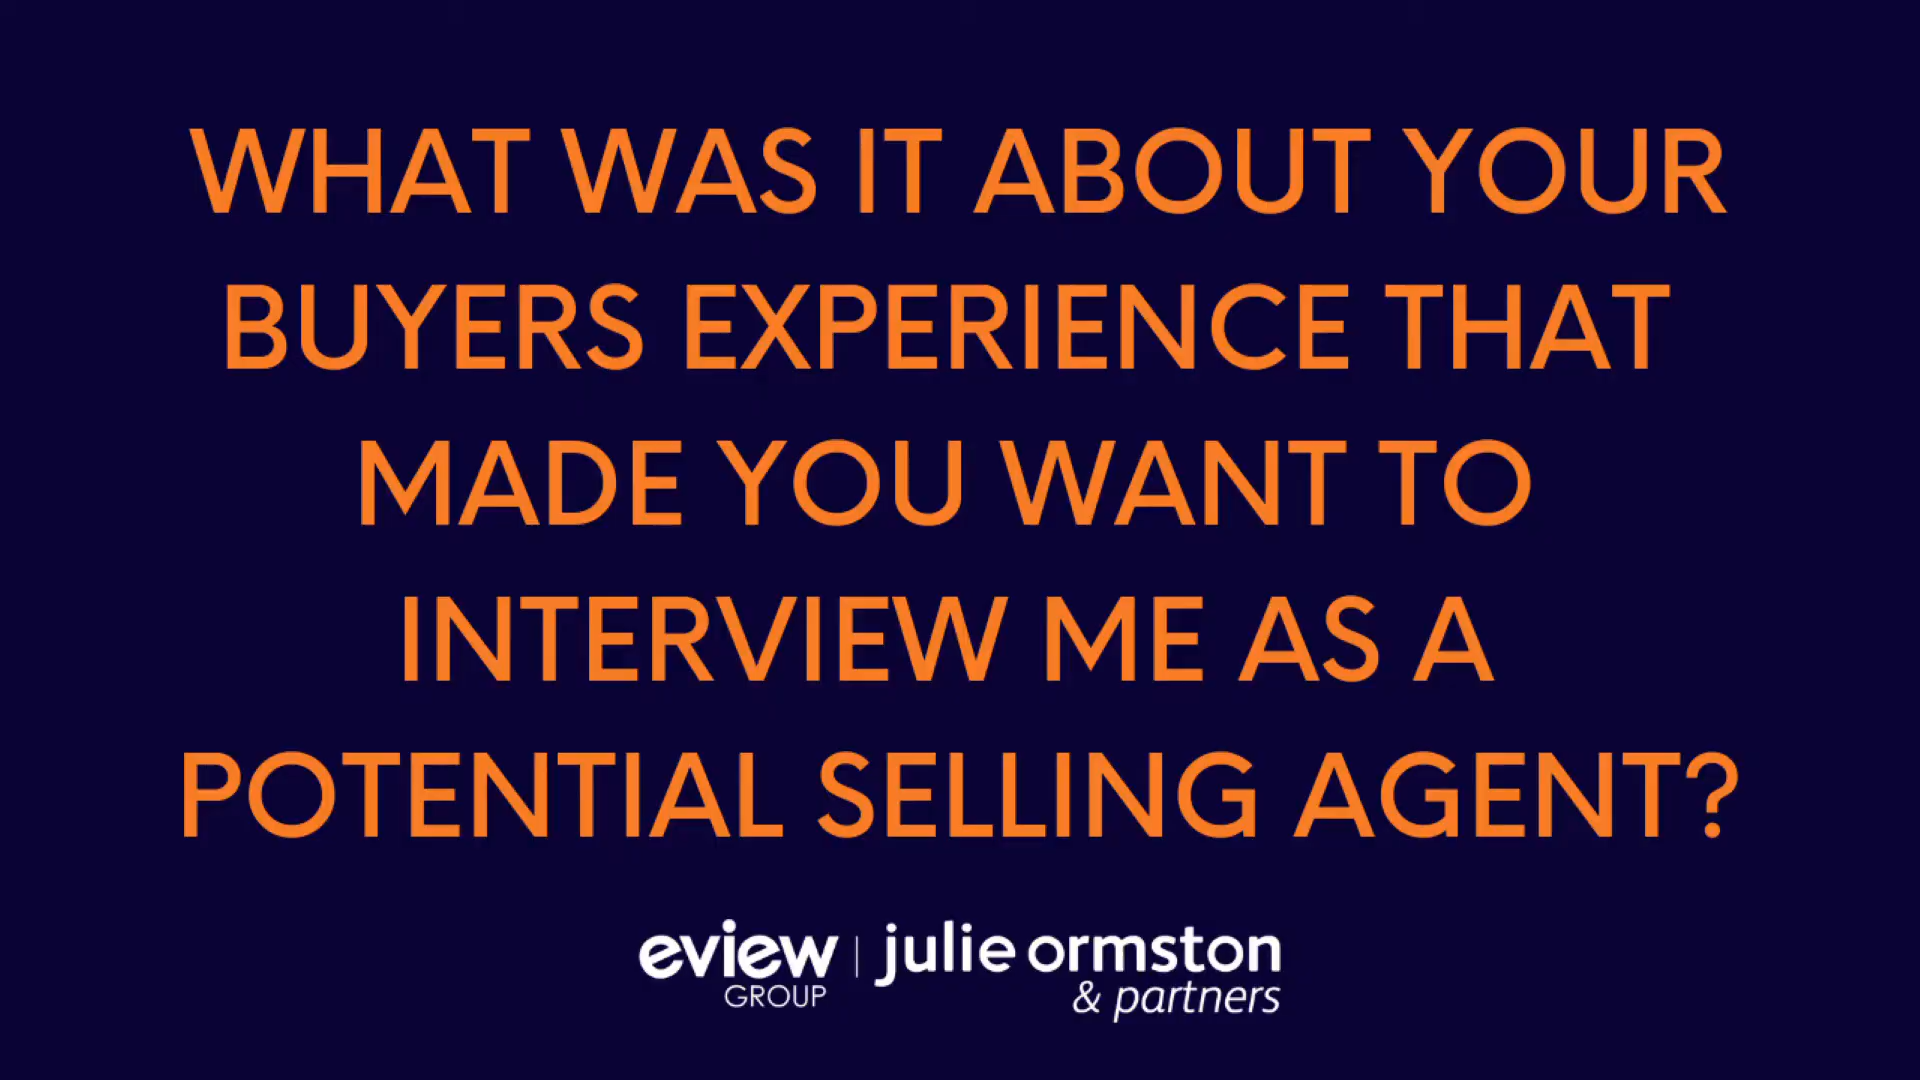 WHAT WAS IT ABOUT YOUR
BUYERS EXPERIENCE THAT
MADE YOU WANT TO
INTERVIEW ME AS A
POTENTIAL SELLING AGENT?
eview GROUP | julie ormston & partners